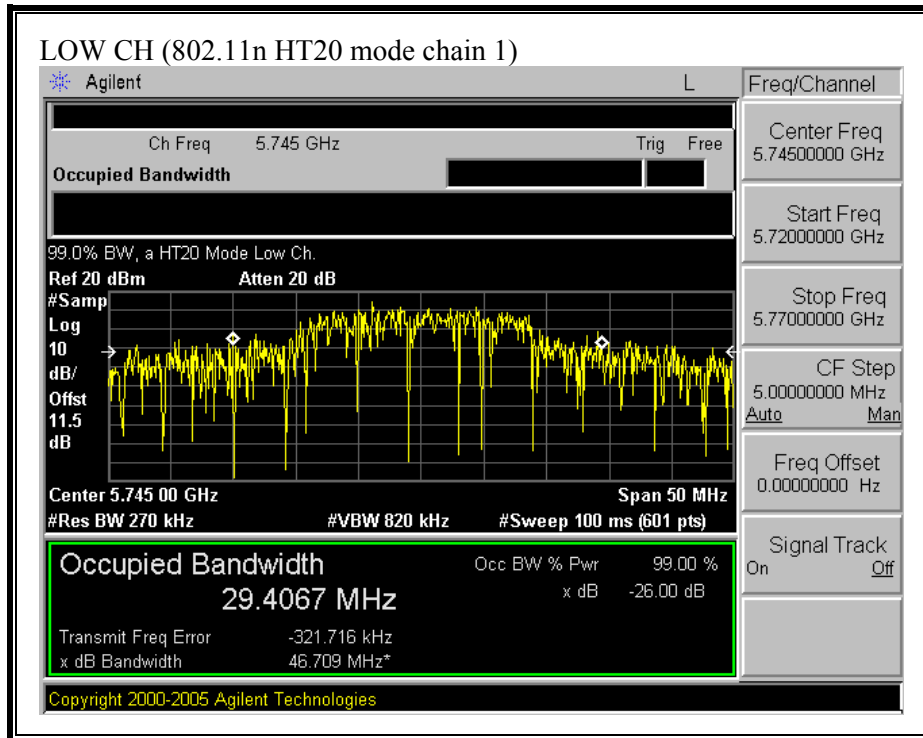 LOW CH (802.11n HT20 mode chain 1)
Agilent L
Freq/Channel
Ch Freq 5.745 GHz Trig Free
Occupied Bandwidth
Center Freq
5.74500000 GHz
Start Freq
5.72000000 GHz
Stop Freq
5.77000000 GHz
CF Step
5.00000000 MHz
Auto Man
Freq Offset
0.00000000 Hz
Signal Track
On Off
99.0% BW, a HT20 Mode Low Ch.
Ref 20 dBm Atten 20 dB
#Samp
Log
10
dB/
Offst
11.5
dB
Center 5.745 00 GHz Span 50 MHz
#Res BW 270 kHz #VBW 820 kHz #Sweep 100 ms (601 pts)
Occupied Bandwidth Occ BW % Pwr 99.00 %
29.4067 MHz x dB -26.00 dB
Transmit Freq Error -321.716 kHz
x dB Bandwidth 46.709 MHz*
Copyright 2000-2005 Agilent Technologies